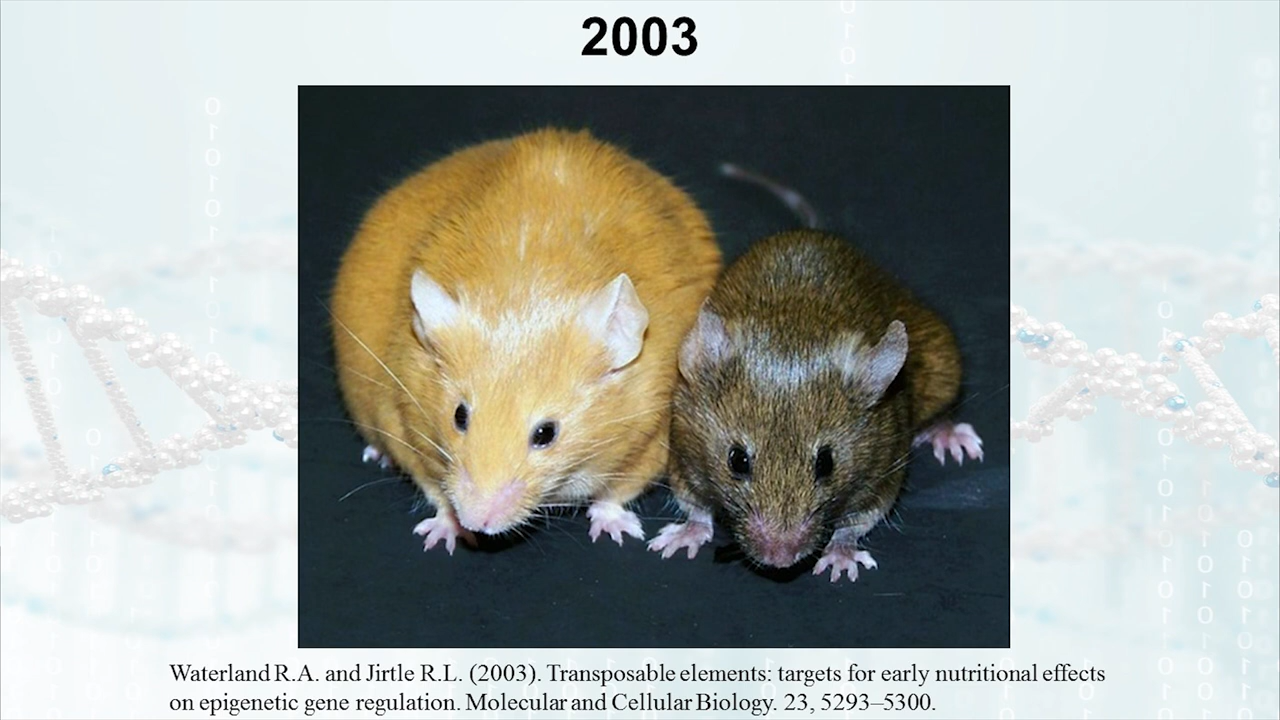 2003
Waterland R.A. and Jirtle R.L. (2003). Transposable elements: targets for early nutritional effects
on epigenetic gene regulation. Molecular and Cellular Biology. 23, 5293–5300.